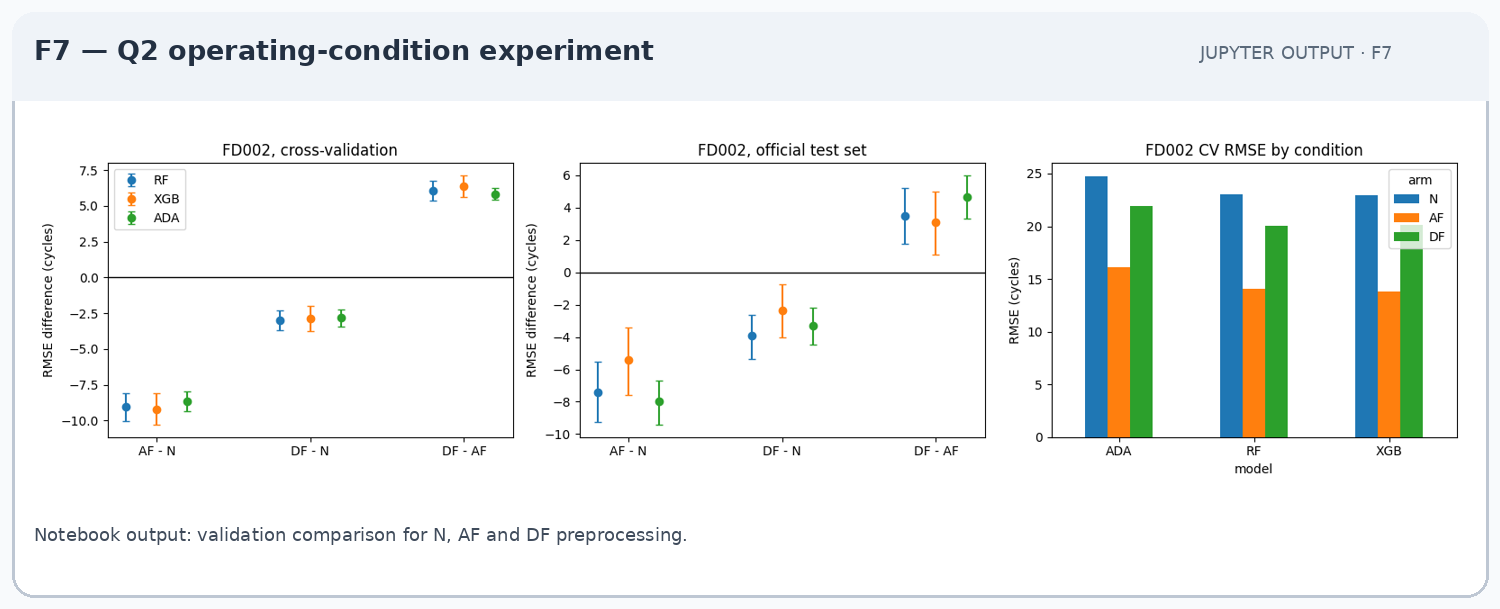 F7 — Q2 operating-condition experiment
JUPYTER OUTPUT · F7
FD002, cross-validation
RMSE difference (cycles)
7.5
5.0
2.5
0.0
−2.5
−5.0
−7.5
−10.0
RF
XGB
ADA
AF - N
DF - N
DF - AF
FD002, official test set
RMSE difference (cycles)
6
4
2
0
−2
−4
−6
−8
−10
AF - N
DF - N
DF - AF
FD002 CV RMSE by condition
RMSE (cycles)
25
20
15
10
5
0
arm
N
AF
DF
ADA
RF
XGB
model
Notebook output: validation comparison for N, AF and DF preprocessing.